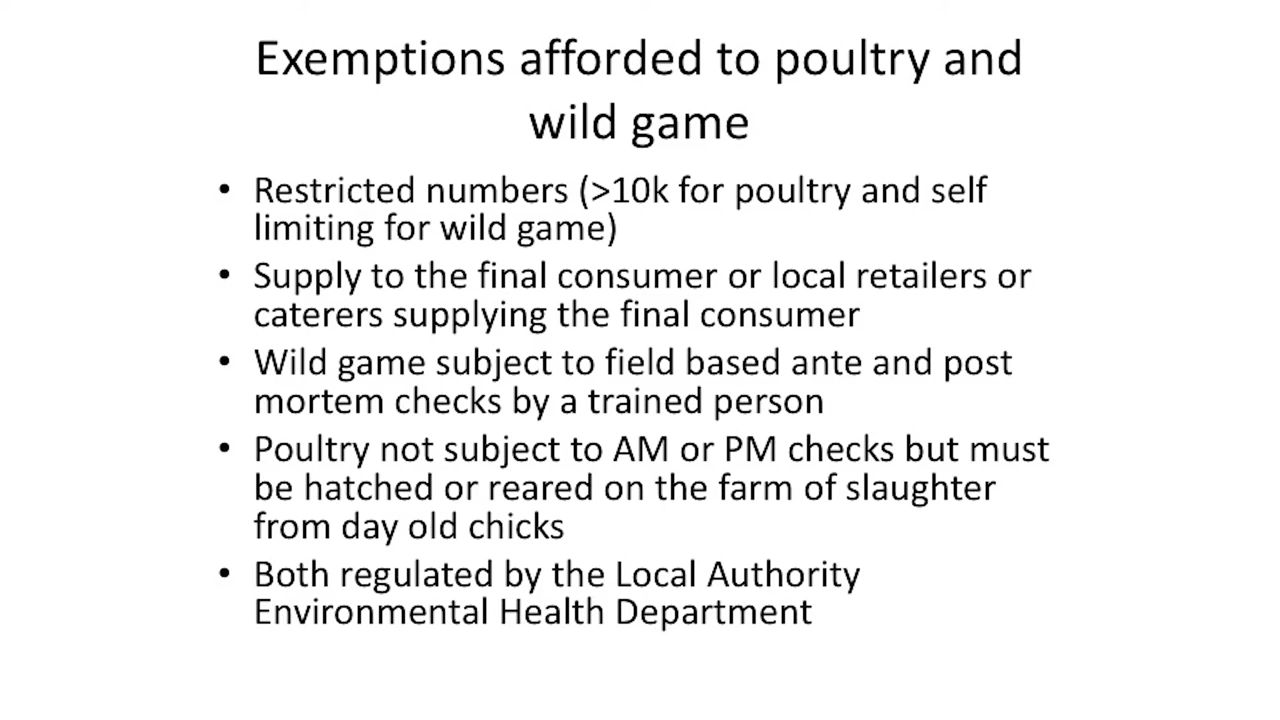 Exemptions afforded to poultry and
wild game
• Restricted numbers (>10k for poultry and self
limiting for wild game)
• Supply to the final consumer or local retailers or
caterers supplying the final consumer
• Wild game subject to field based ante and post
mortem checks by a trained person
• Poultry not subject to AM or PM checks but must
be hatched or reared on the farm of slaughter
from day old chicks
• Both regulated by the Local Authority
Environmental Health Department